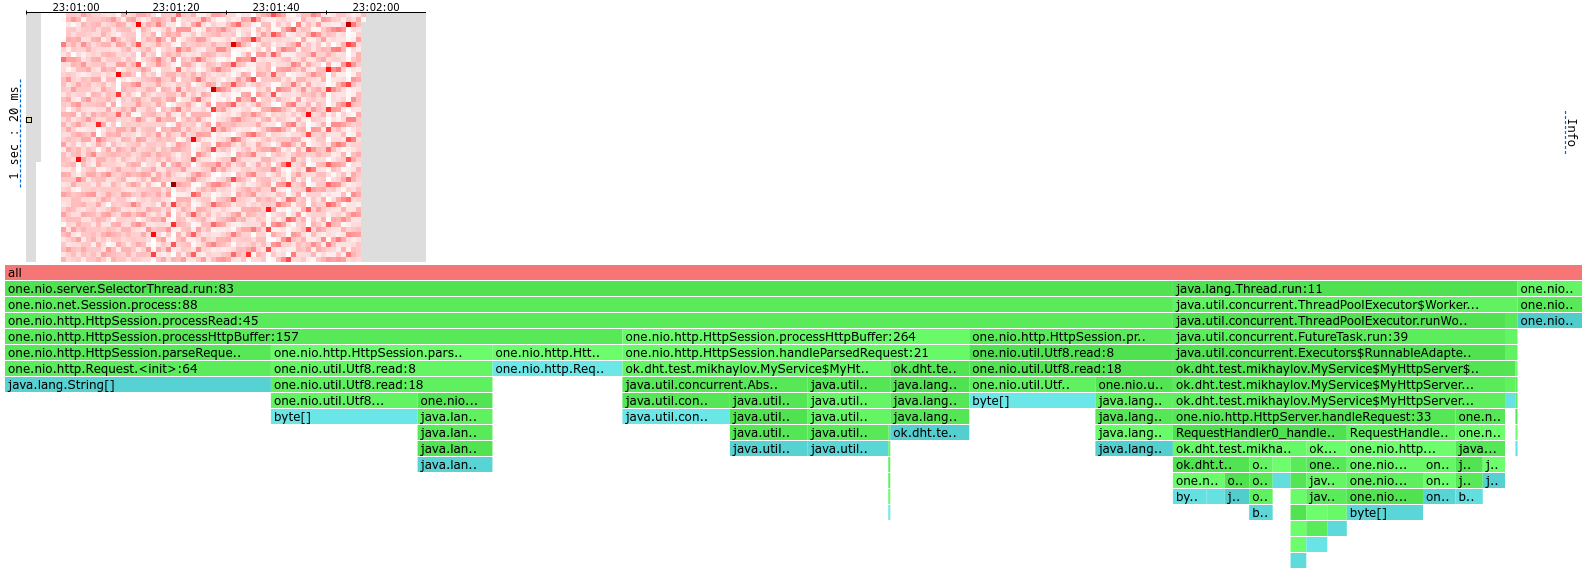 23:01:00 23:01:20 23:01:40 23:02:00
1 sec : 20 ms
Info
all
one.nio.server.SelectorThread.run:83 java.lang.Thread.run:11 one.nio..
one.nio.net.Session.process:88 java.util.concurrent.ThreadPoolExecutor$Worker... one.nio..
one.nio.http.HttpSession.processRead:45 java.util.concurrent.ThreadPoolExecutor.runWo.. one.nio..
one.nio.http.HttpSession.processHttpBuffer:157 one.nio.http.HttpSession.processHttpBuffer:264 one.nio.http.HttpSession.pr.. java.util.concurrent.FutureTask.run:39
one.nio.http.HttpSession.parseReque.. one.nio.http.HttpSession.pars.. one.nio.http.Htt.. one.nio.http.HttpSession.handleParsedRequest:21 one.nio.util.Utf8.read:8 java.util.concurrent.Executors$RunnableAdapte..
one.nio.http.Request.<init>:64 one.nio.util.Utf8.read:8 one.nio.http.Req.. ok.dht.test.mikhaylov.MyService$MyHt.. ok.dht.te.. one.nio.util.Utf8.read:18 ok.dht.test.mikhaylov.MyService$MyHttpServer$..
java.lang.String[] one.nio.util.Utf8.read:18 java.util.concurrent.Abs.. java.util.. java.lang.. one.nio.util.Utf.. one.nio.u.. ok.dht.test.mikhaylov.MyService$MyHttpServer...
one.nio.util.Utf8... one.nio... java.util.con.. java.util.. java.util.. java.lang.. byte[] java.lang.. ok.dht.test.mikhaylov.MyService$MyHttpServer...
byte[] java.lan.. java.util.con.. java.util.. java.util.. java.lang.. java.lang.. one.nio.http.HttpServer.handleRequest:33 one.n..
java.lan.. java.util.. java.util.. ok.dht.te.. java.lang.. RequestHandler0_handle.. RequestHandle.. one.n..
java.lan.. java.util.. java.util.. java.lang.. ok.dht.test.mikha.. ok... one.nio.http... java...
java.lan.. ok.dht.t.. o.. one.. one.nio... on.. j.. j..
one.n.. o.. o.. jav.. one.nio... on.. j.. j..
by.. j.. o.. jav.. one.nio... on.. b..
b.. byte[]